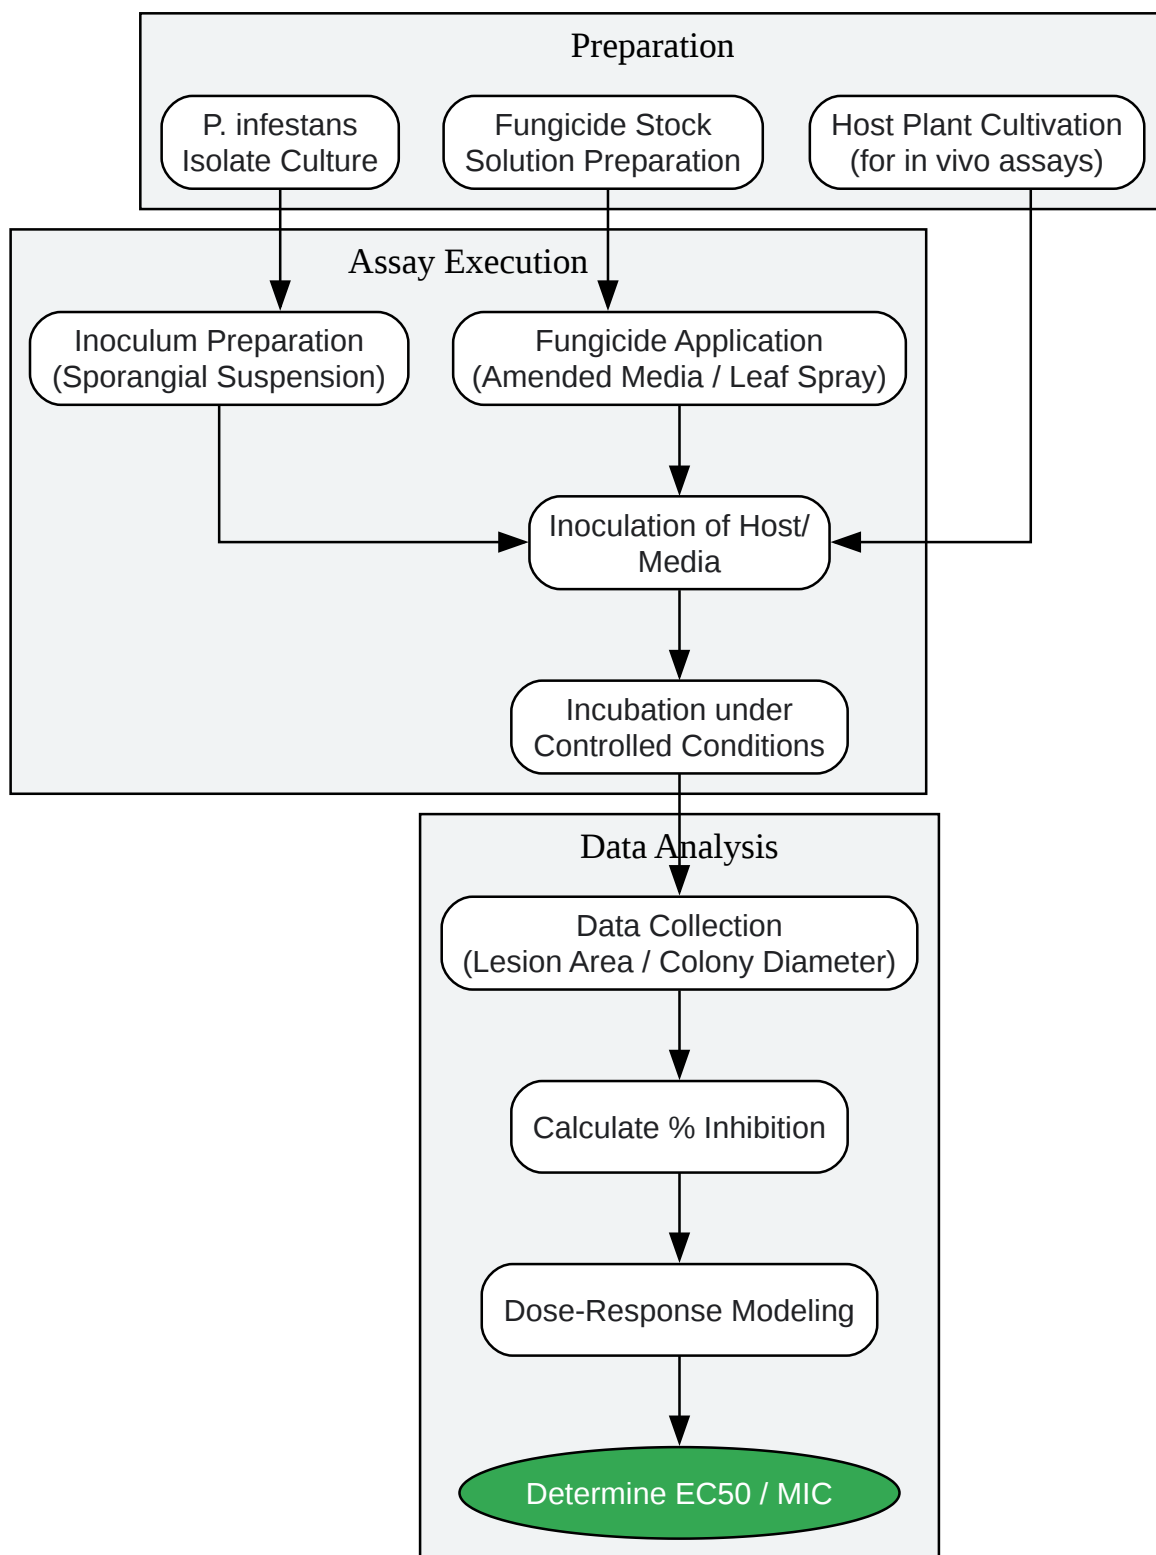 Preparation
P. infestans
Isolate Culture
Fungicide Stock
Solution Preparation
Host Plant Cultivation
(for in vivo assays)
Assay Execution
Inoculum Preparation
(Sporangial Suspension)
Fungicide Application
(Amended Media / Leaf Spray)
Inoculation of Host/
Media
Incubation under
Controlled Conditions
Data Analysis
Data Collection
(Lesion Area / Colony Diameter)
Calculate % Inhibition
Dose-Response Modeling
Determine EC50 / MIC